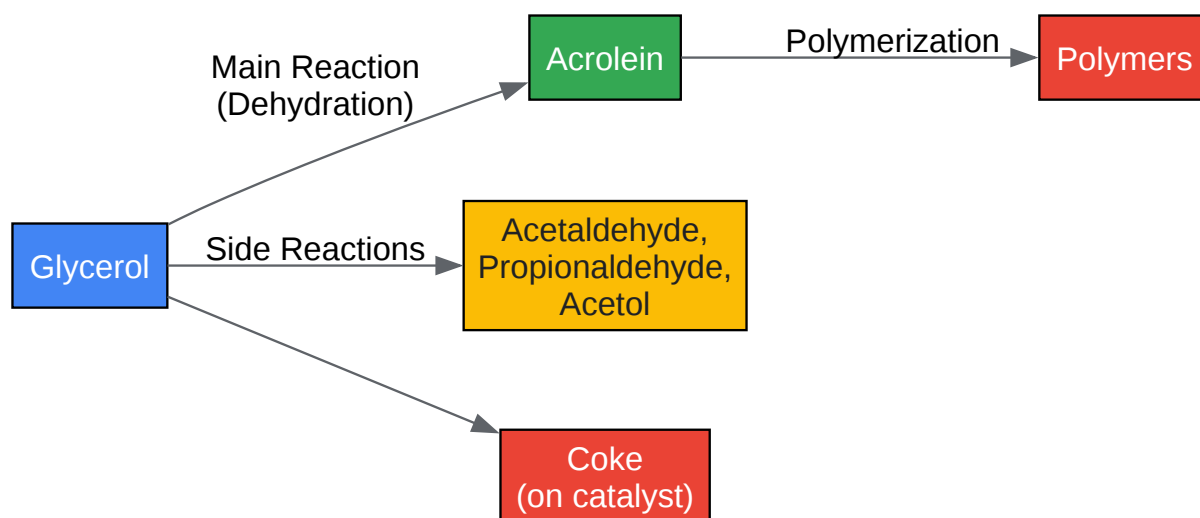 Main Reaction
(Dehydration)
Acrolein
Polymerization
Polymers
Glycerol
Side Reactions
Acetaldehyde,
Propionaldehyde,
Acetol
Coke
(on catalyst)